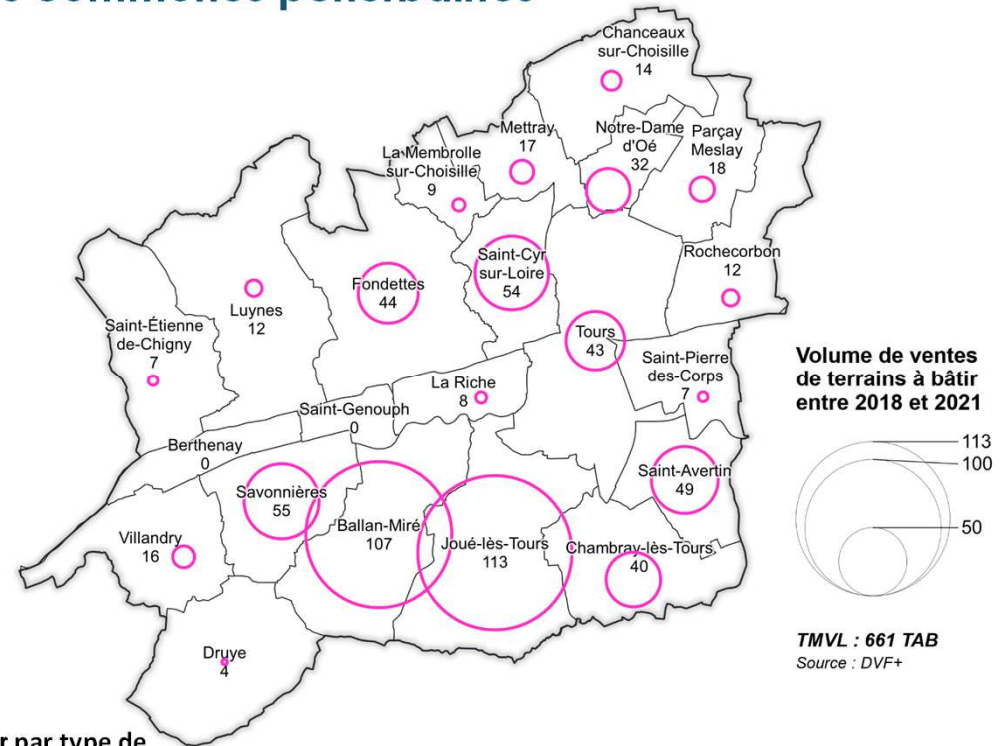 Chanceaux
sur-Choisille
14
Mettray
17
Notre-Dame
d'Oé
32
Parçay
Meslay
18
La Membrolle
sur-Choisille
9
Saint-Cyr
sur-Loire
54
Rochecorbon
12
Fondettes
44
Luynes
12
Saint-Étienne
de-Chigny
7
Tours
43
Saint-Pierre
des-Corps
7
La Riche
8
Saint-Genouph
0
Berthenay
0
Saint-Avertin
49
Savonnières
55
Ballan-Miré
107
Joué-lès-Tours
113
Chambray-lès-Tours
40
Villandry
16
Druye
4
Volume de ventes
de terrains à bâtir
entre 2018 et 2021
113
100
50
TMVL : 661 TAB
Source : DVF+
r par type de